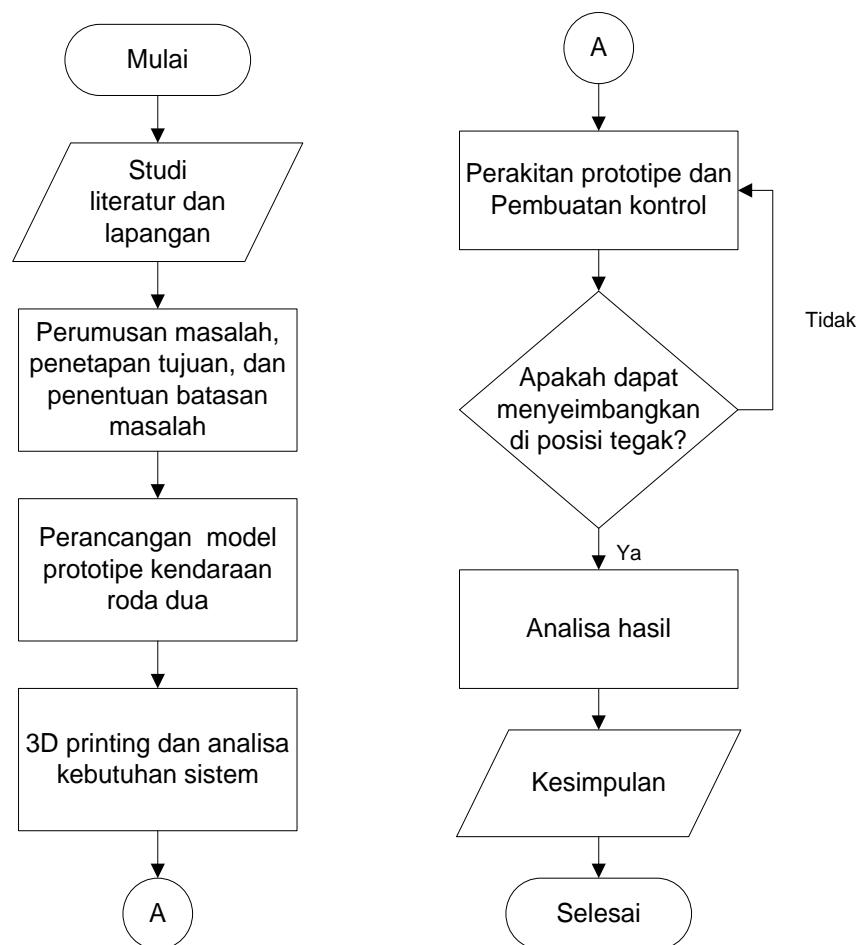 Mulai
Studi
literatur dan
lapangan
Perumusan masalah,
penetapan tujuan, dan
penentuan batasan
masalah
Perancangan model
prototipe kendaraan
roda dua
3D printing dan analisa
kebutuhan sistem
A
A
Perakitan prototipe dan
Pembuatan kontrol
Tidak
Apakah dapat
menyeimbangkan
di posisi tegak?
Ya
Analisa hasil
Kesimpulan
Selesai